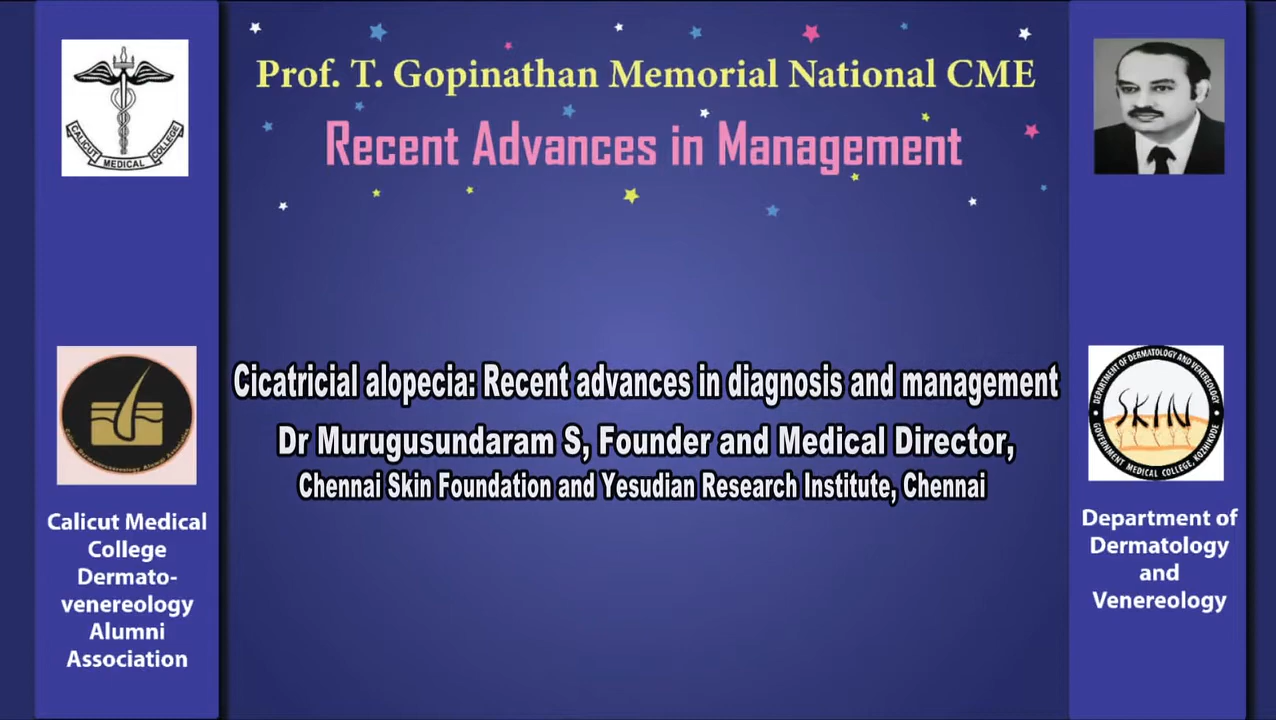 Prof. T. Gopinathan Memorial National CME
Recent Advances in Management
CALICUT MEDICAL COLLEGE
Cicatricial alopecia: Recent advances in diagnosis and management
Dr Murugusundaram S, Founder and Medical Director,
Chennai Skin Foundation and Yesudian Research Institute, Chennai
Calicut Medical
College
Dermato-
venereology
Alumni
Association
DEPARTMENT OF DERMATOLOGY AND VENEREOLOGY
SKIN
GOVERNMENT MEDICAL COLLEGE, KOZHIKODE
Department of
Dermatology
and
Venereology